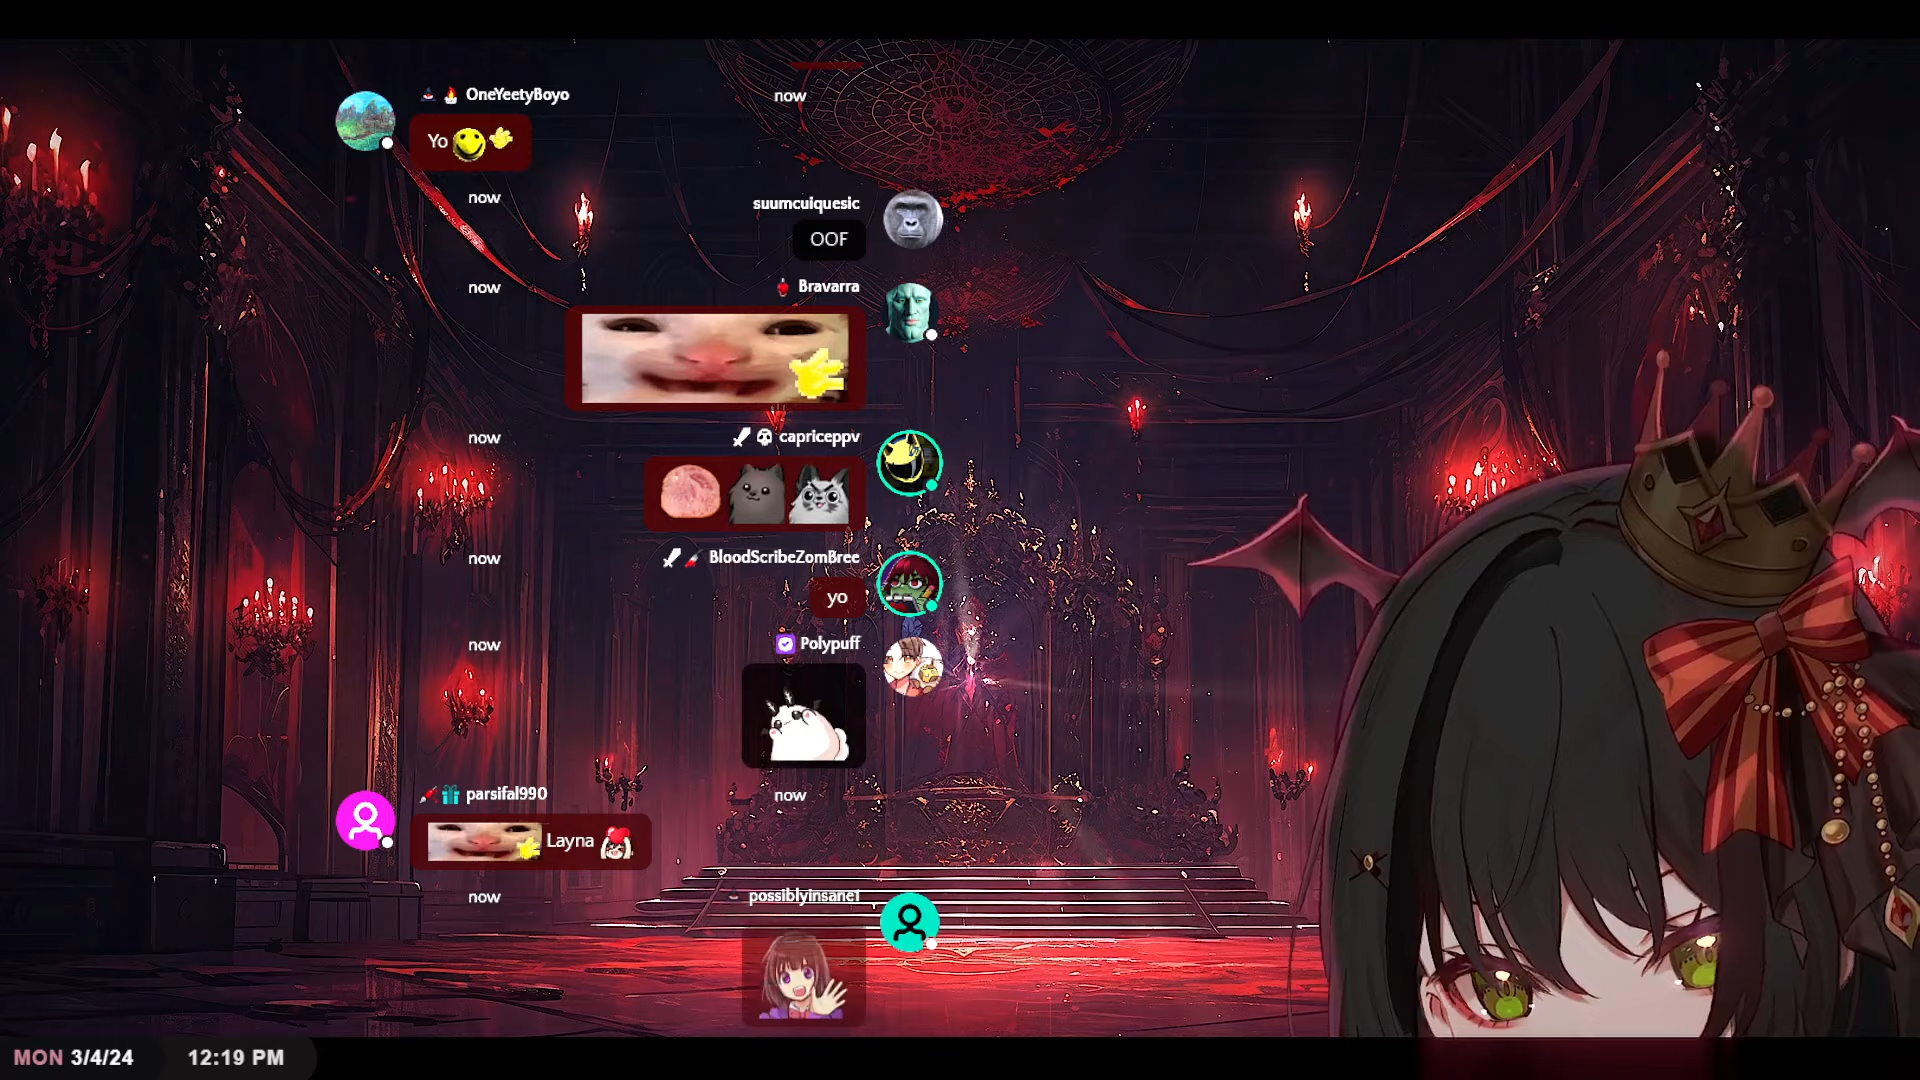 now
OneYeetyBoyo
Yo
now
suumcuiquesic
OOF
now
Bravarra
now
capriceppv
now
BloodScribeZomBree
yo
now
Polypuff
now
parsifal990
Layna
now
possiblyinsane1
MON 3/4/24
12:19 PM